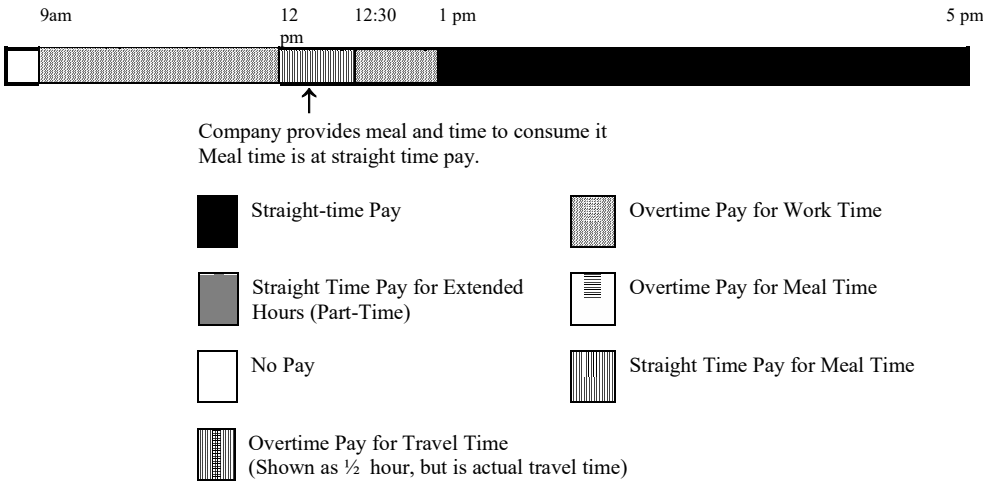 9am 12 12:30 1 pm 5 pm
pm
Company provides meal and time to consume it
Meal time is at straight time pay.
Straight-time Pay Overtime Pay for Work Time
Straight Time Pay for Extended Overtime Pay for Meal Time
Hours (Part-Time)
No Pay Straight Time Pay for Meal Time
Overtime Pay for Travel Time
(Shown as ½ hour, but is actual travel time)